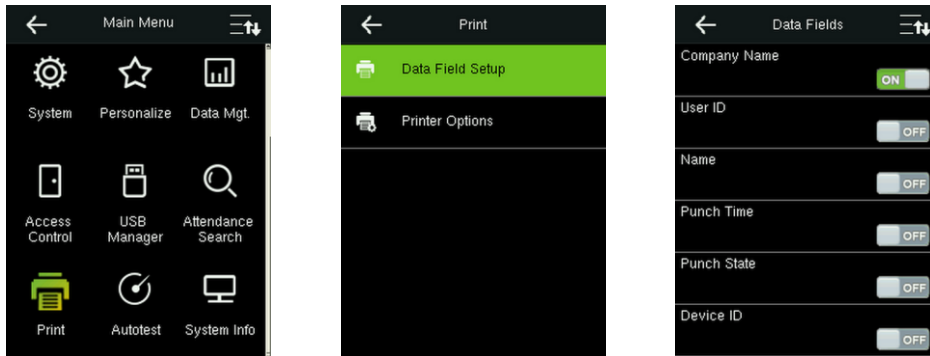 Main Menu
System
Personalize
Data Mgt.
Access
Control
USB
Manager
Attendance
Search
Print
Autotest
System Info
Print
Data Field Setup
Printer Options
Data Fields
Company Name
ON
User ID
OFF
Name
OFF
Punch Time
OFF
Punch State
OFF
Device ID
OFF